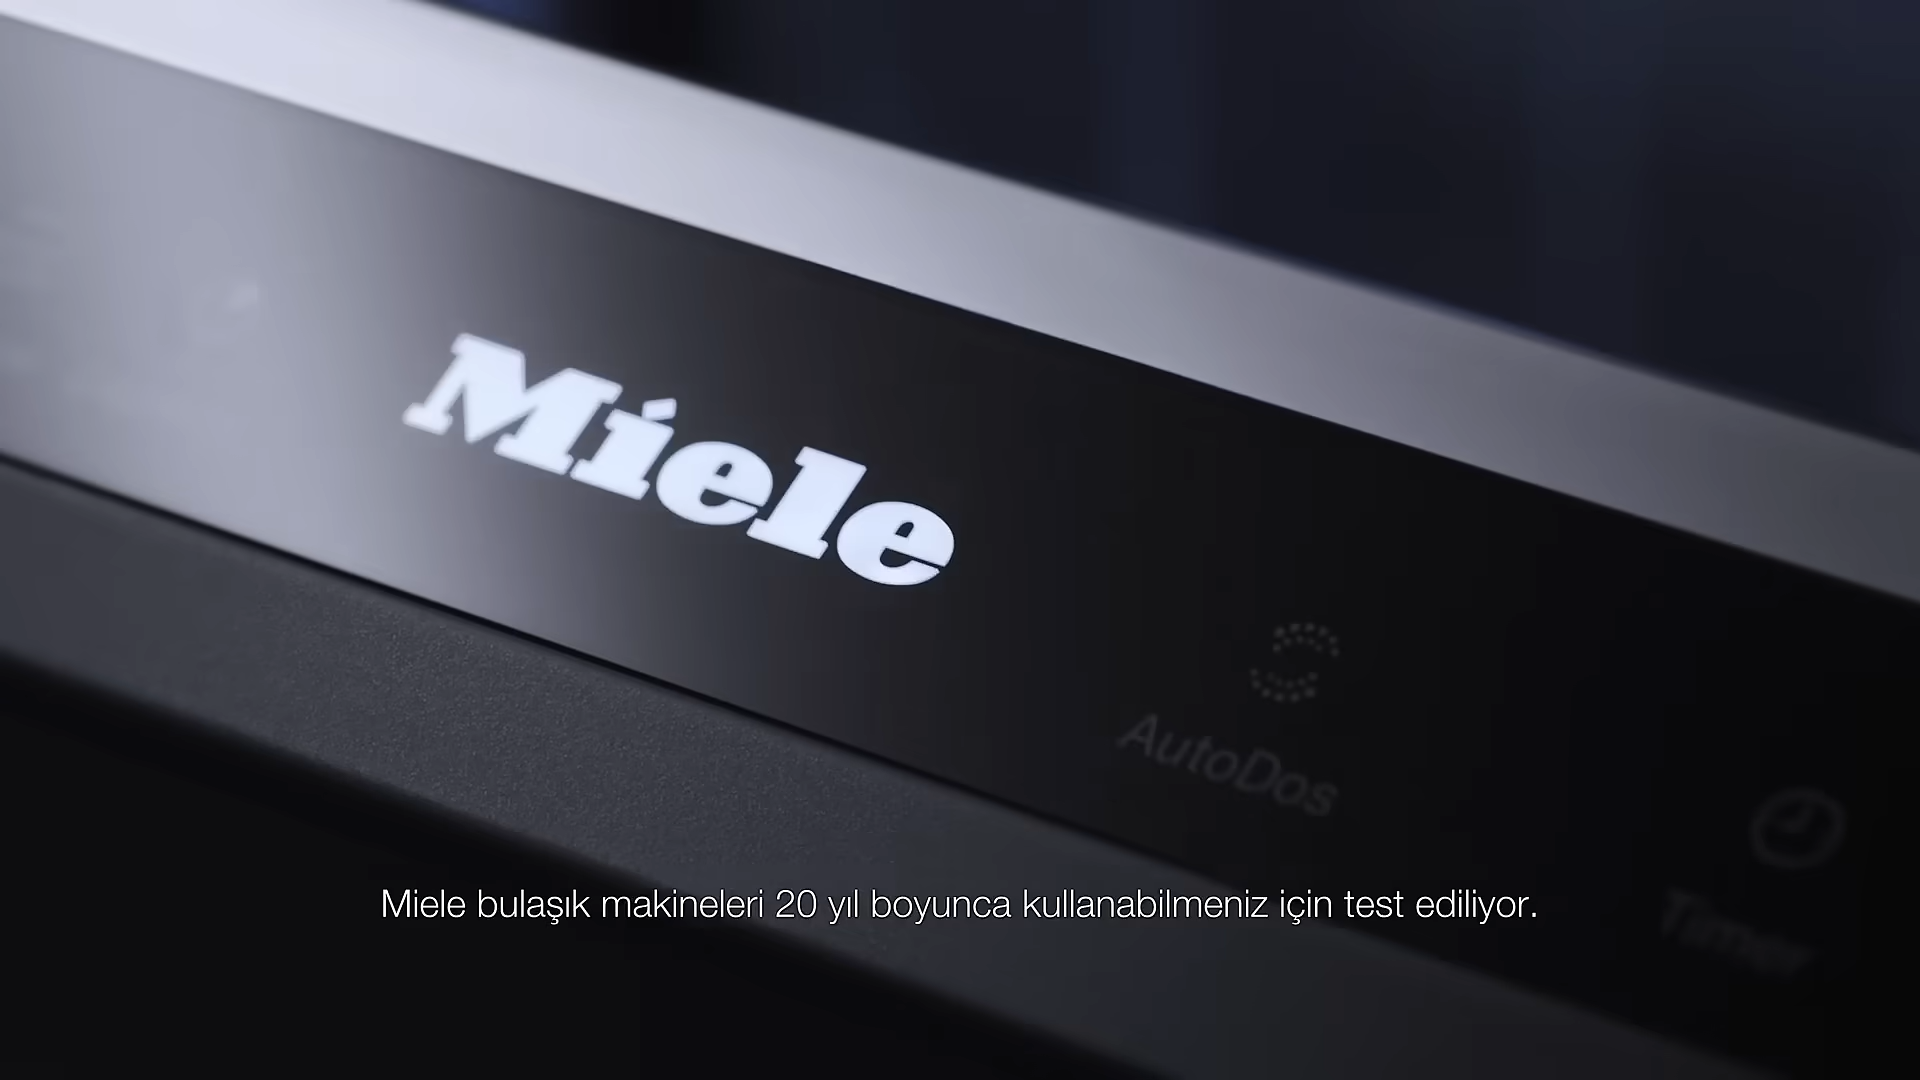 Miele
AutoDos
Timer
Miele bulaşık makineleri 20 yıl boyunca kullanabilmeniz için test ediliyor.